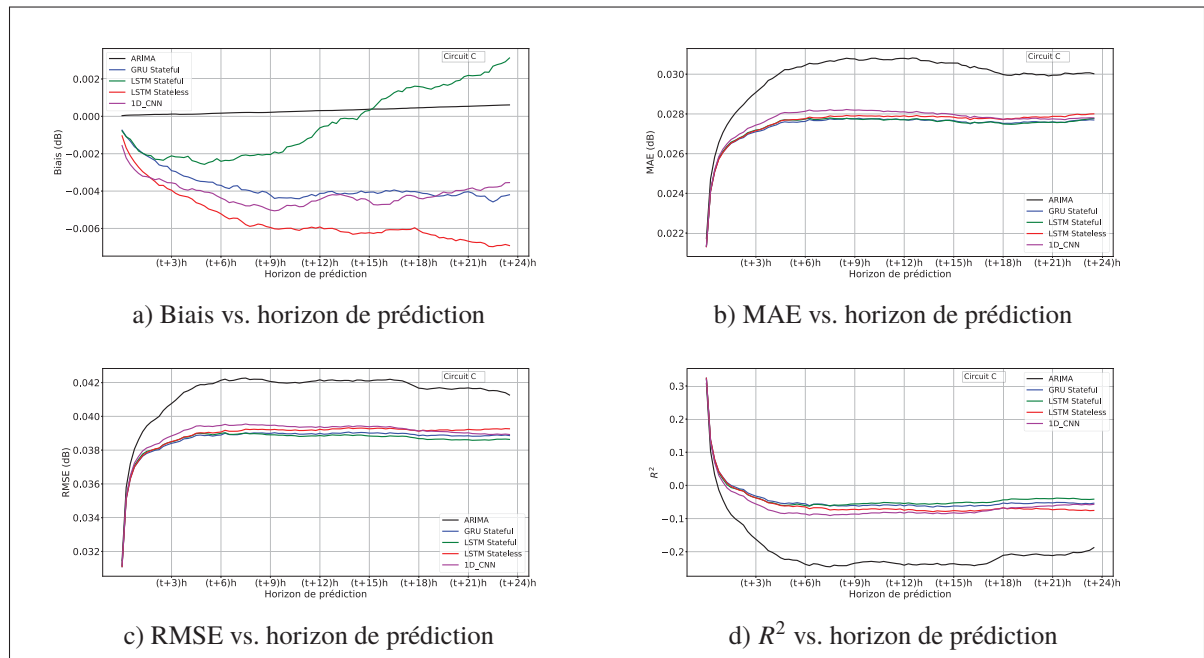 Circuit C
ARIMA
GRU Stateful
LSTM Stateful
LSTM Stateless
1D_CNN
0.002
0.000
−0.002
−0.004
−0.006
Biais (dB)
(t+3)h (t+6)h (t+9)h (t+12)h (t+15)h (t+18)h (t+21)h (t+24)h
Horizon de prédiction
a) Biais vs. horizon de prédiction
Circuit C
0.030
0.028
0.026
0.024
0.022
MAE (dB)
ARIMA
GRU Stateful
LSTM Stateful
LSTM Stateless
1D_CNN
(t+3)h (t+6)h (t+9)h (t+12)h (t+15)h (t+18)h (t+21)h (t+24)h
Horizon de prédiction
b) MAE vs. horizon de prédiction
Circuit C
0.042
0.040
0.038
0.036
0.034
0.032
RMSE (dB)
ARIMA
GRU Stateful
LSTM Stateful
LSTM Stateless
1D_CNN
(t+3)h (t+6)h (t+9)h (t+12)h (t+15)h (t+18)h (t+21)h (t+24)h
Horizon de prédiction
c) RMSE vs. horizon de prédiction
Circuit C
ARIMA
GRU Stateful
LSTM Stateful
LSTM Stateless
1D_CNN
0.3
0.2
0.1
0.0
−0.1
−0.2
R²
(t+3)h (t+6)h (t+9)h (t+12)h (t+15)h (t+18)h (t+21)h (t+24)h
Horizon de prédiction
d) R² vs. horizon de prédiction